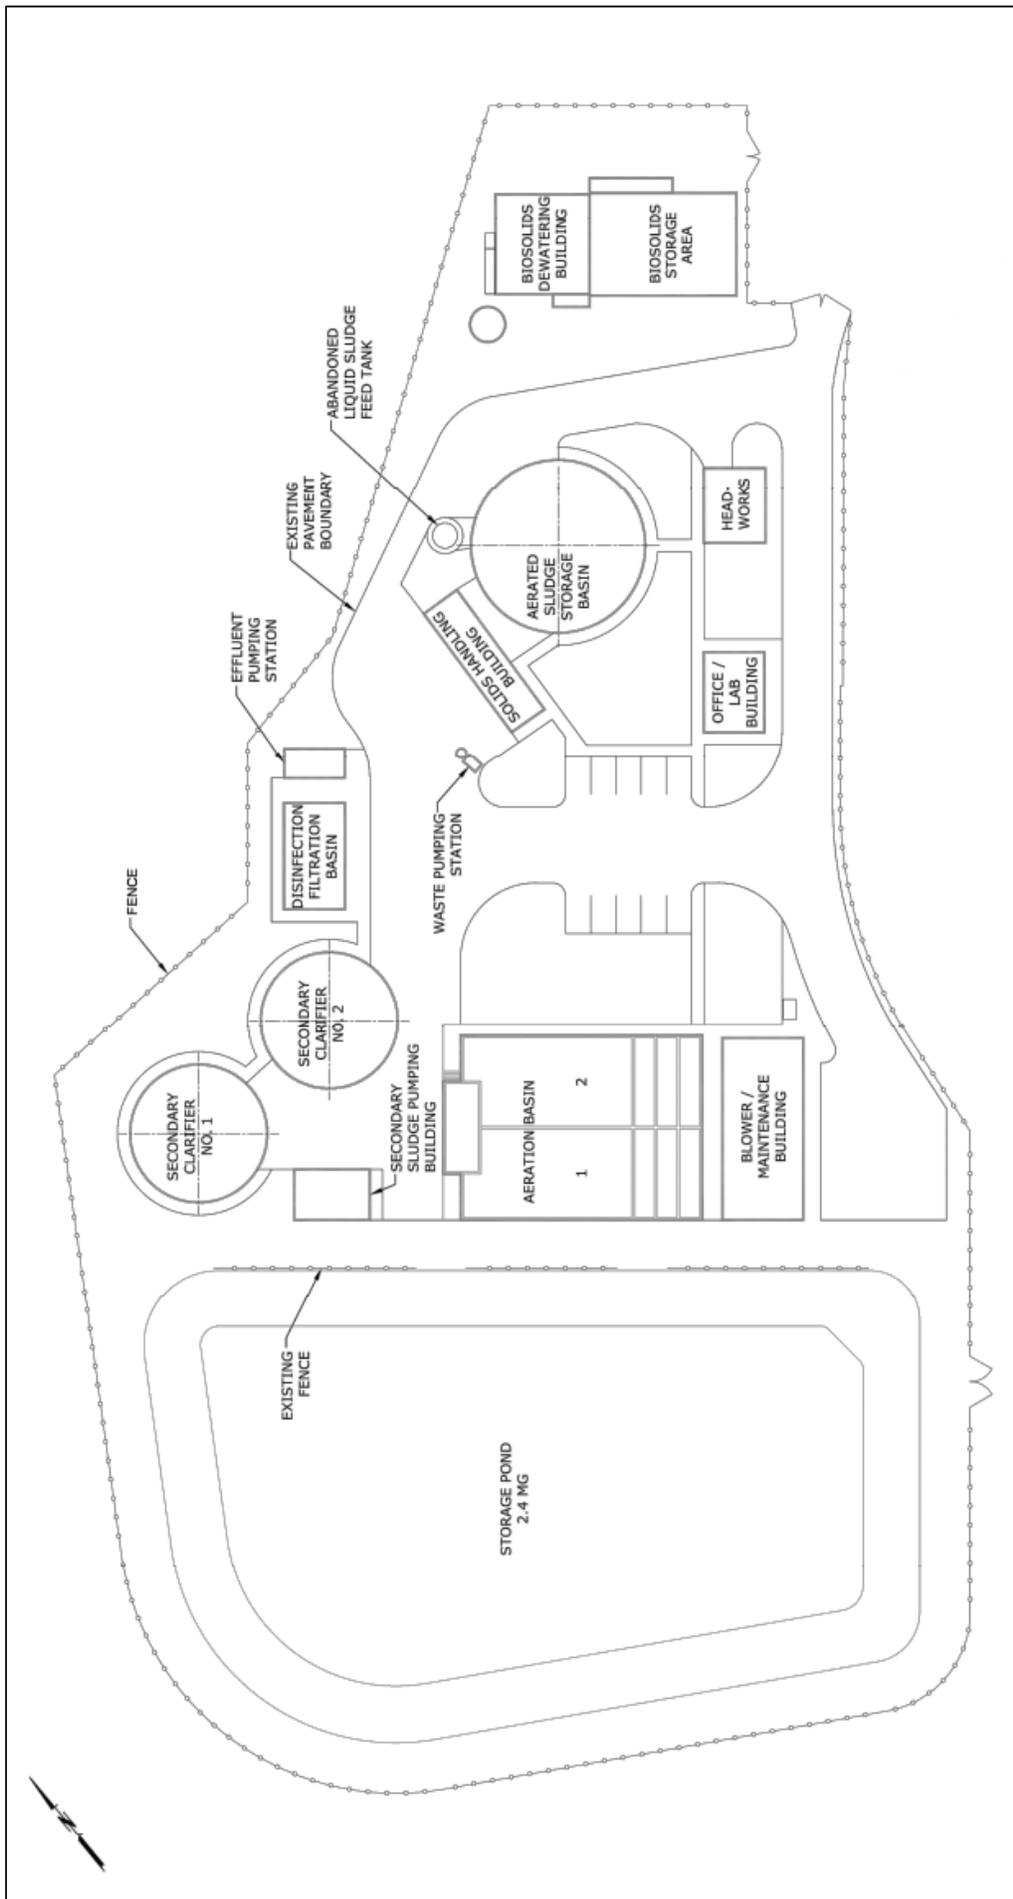 BIOSOLIDS
DEWATERING
BUILDING
BIOSOLIDS
STORAGE
AREA
ABANDONED
LIQUID SLUDGE
FEED TANK
EXISTING
PAVEMENT
BOUNDARY
HEAD-
WORKS
AERATED
SLUDGE
STORAGE
BASIN
SOLIDS HANDLING
BUILDING
EFFLUENT
PUMPING
STATION
OFFICE /
LAB
BUILDING
WASTE PUMPING
STATION
DISINFECTION
FILTRATION
BASIN
FENCE
SECONDARY
CLARIFIER
NO. 2
SECONDARY
CLARIFIER
NO. 1
SECONDARY
SLUDGE PUMPING
BUILDING
AERATION BASIN
1
2
BLOWER /
MAINTENANCE
BUILDING
EXISTING
FENCE
STORAGE POND
2.4 MG
N